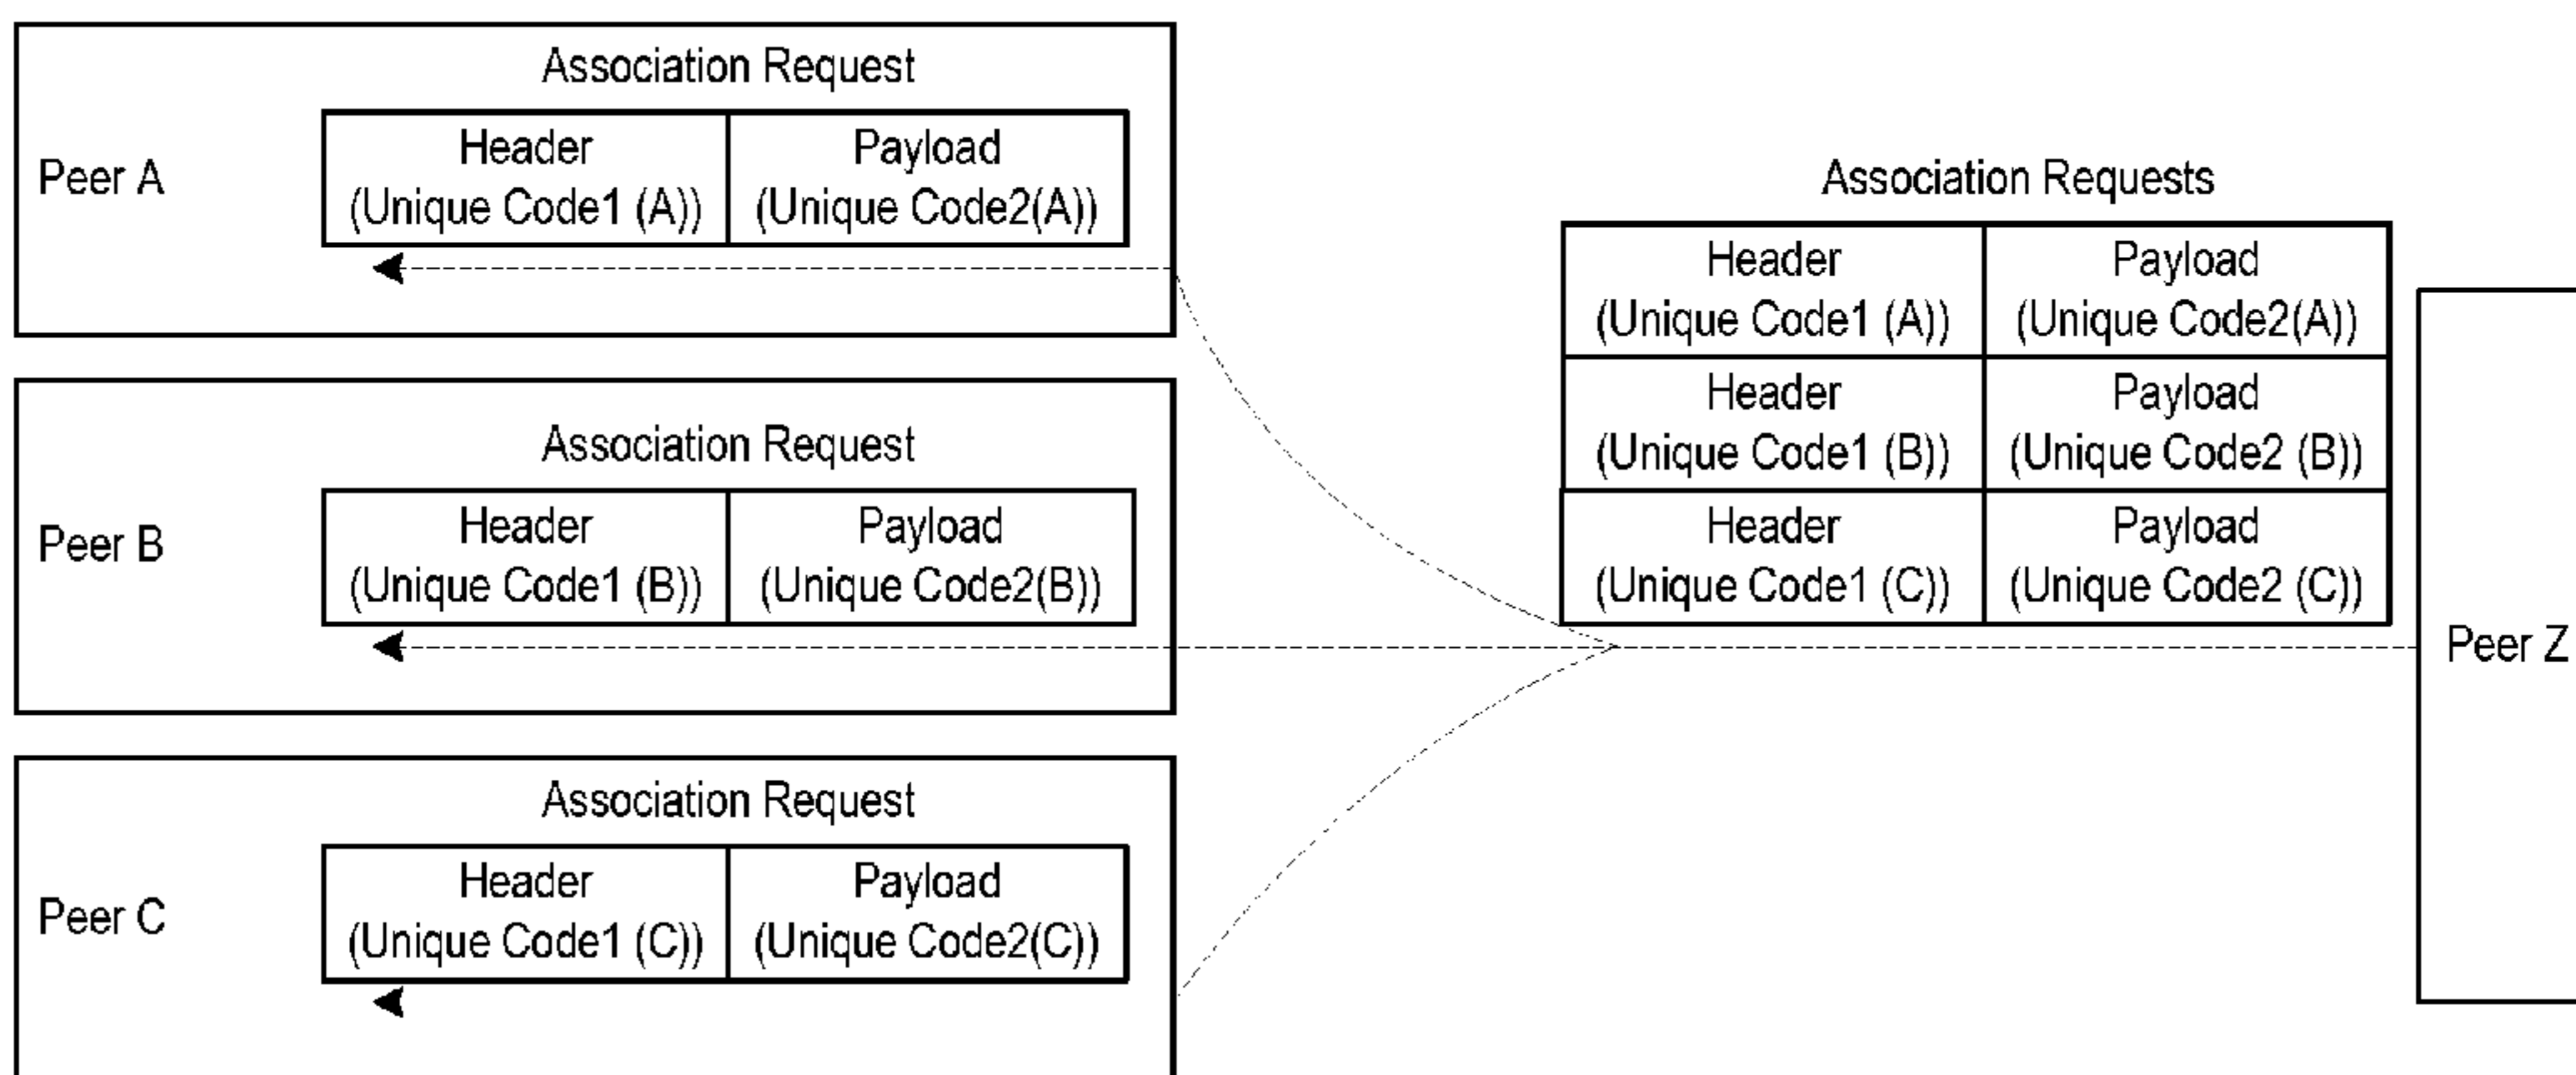 Association Request
Peer A
Header
(Unique Code1 (A))
Payload
(Unique Code2(A))
Association Request
Peer B
Header
(Unique Code1 (B))
Payload
(Unique Code2(B))
Association Request
Peer C
Header
(Unique Code1 (C))
Payload
(Unique Code2(C))
Association Requests
Header
(Unique Code1 (A))
Payload
(Unique Code2(A))
Header
(Unique Code1 (B))
Payload
(Unique Code2 (B))
Header
(Unique Code1 (C))
Payload
(Unique Code2 (C))
Peer Z